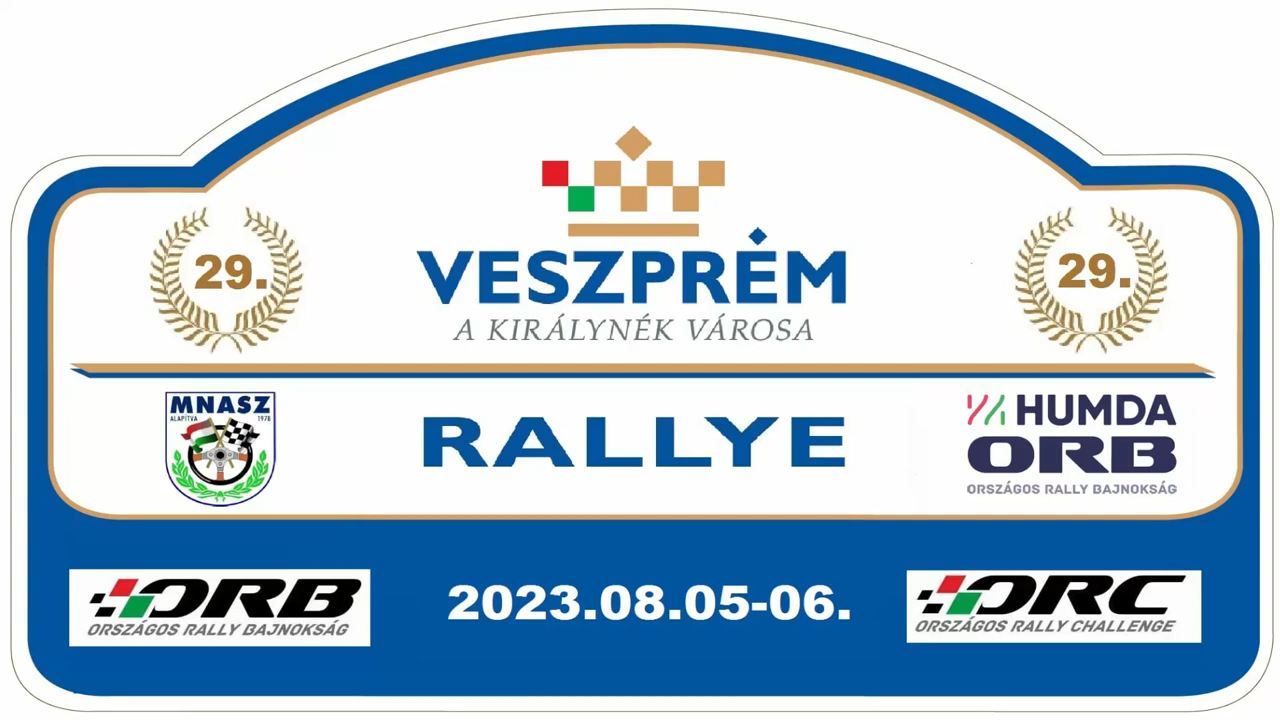 29.
VESZPRÉM
A KIRÁLYNÉK VÁROSA
29.
MNASZ
ALAPÍTVA 1978
RALLYE
HUMDA
ORB
ORSZÁGOS RALLY BAJNOKSÁG
ORB
ORSZÁGOS RALLY BAJNOKSÁG
2023.08.05-06.
ORC
ORSZÁGOS RALLY CHALLENGE